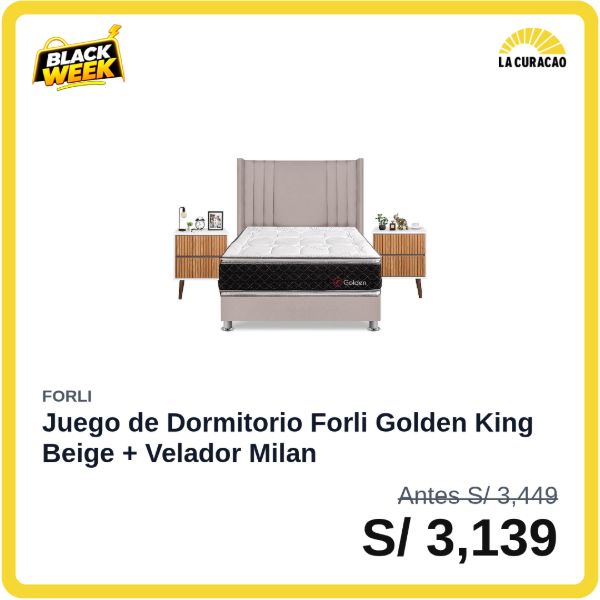 BLACK
WEEK
LA CURACAO
Golden
FORLI
Juego de Dormitorio Forli Golden King
Beige + Velador Milan
Antes S/ 3,449
S/ 3,139